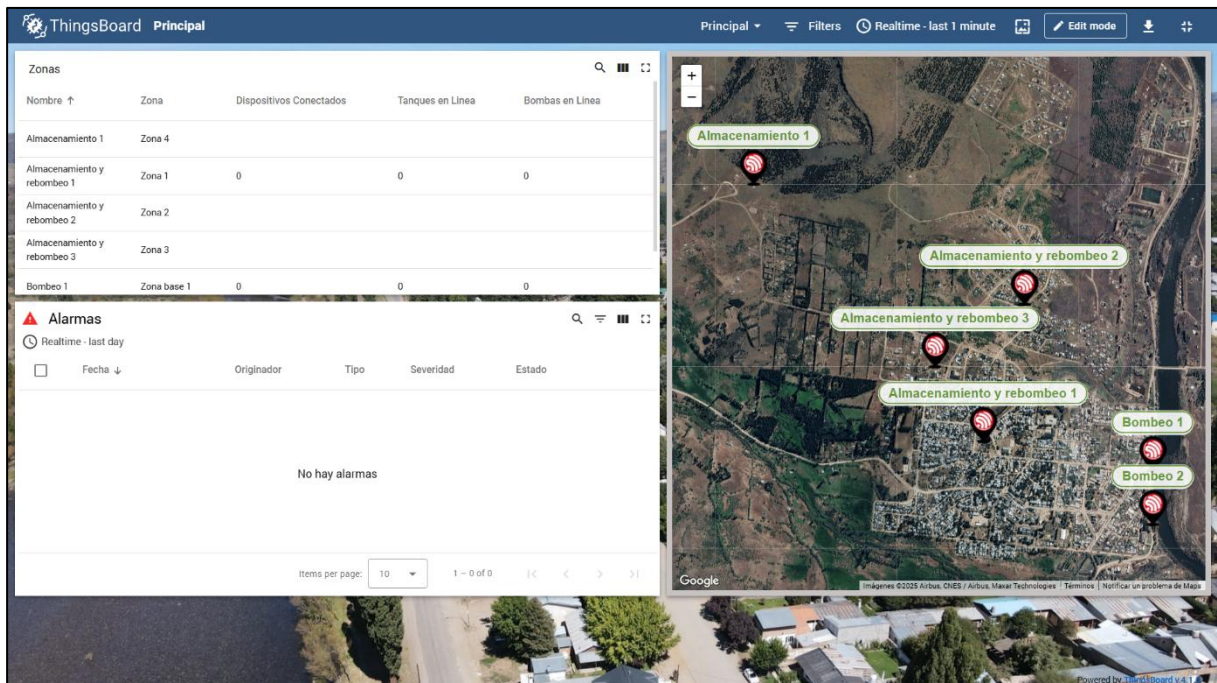 ThingsBoard Principal
Principal Filters Realtime - last 1 minute Edit mode
Zonas
Nombre ↑ Zona Dispositivos Conectados Tanques en Linea Bombas en Linea
Almacenamiento 1 Zona 4
Almacenamiento y
rebombeo 1 Zona 1 0 0 0
Almacenamiento y
rebombeo 2 Zona 2
Almacenamiento y
rebombeo 3 Zona 3
Bombeo 1 Zona base 1 0 0 0
Alarmas
Realtime - last day
Fecha ↓ Originador Tipo Severidad Estado
No hay alarmas
Items per page: 10 1 – 0 of 0
+
−
Almacenamiento 1
Almacenamiento y rebombeo 2
Almacenamiento y rebombeo 3
Almacenamiento y rebombeo 1
Bombeo 1
Bombeo 2
Google
Imágenes ©2025 Airbus, CNES / Airbus, Maxar Technologies Términos Notificar un problema de Maps
Powered by ThingsBoard v.4.1